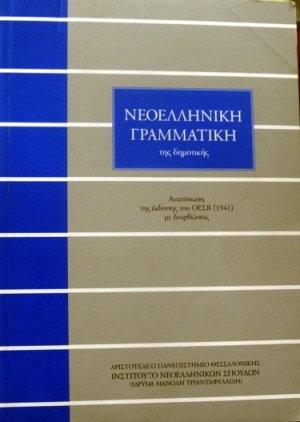 ΝΕΟΕΛΛΗΝΙΚΗ
ΓΡΑΜΜΑΤΙΚΗ
της δημοτικής
Ανατύπωση
της έκδοσης του ΟΕΣΒ (1941)
με διορθώσεις
ΑΡΙΣΤΟΤΕΛΕΙΟ ΠΑΝΕΠΙΣΤΗΜΙΟ ΘΕΣΣΑΛΟΝΙΚΗΣ
ΙΝΣΤΙΤΟΥΤΟ ΝΕΟΕΛΛΗΝΙΚΩΝ ΣΠΟΥΔΩΝ
(ΙΔΡΥΜΑ ΜΑΝΟΛΗ ΤΡΙΑΝΤΑΦΥΛΛΙΔΗ)